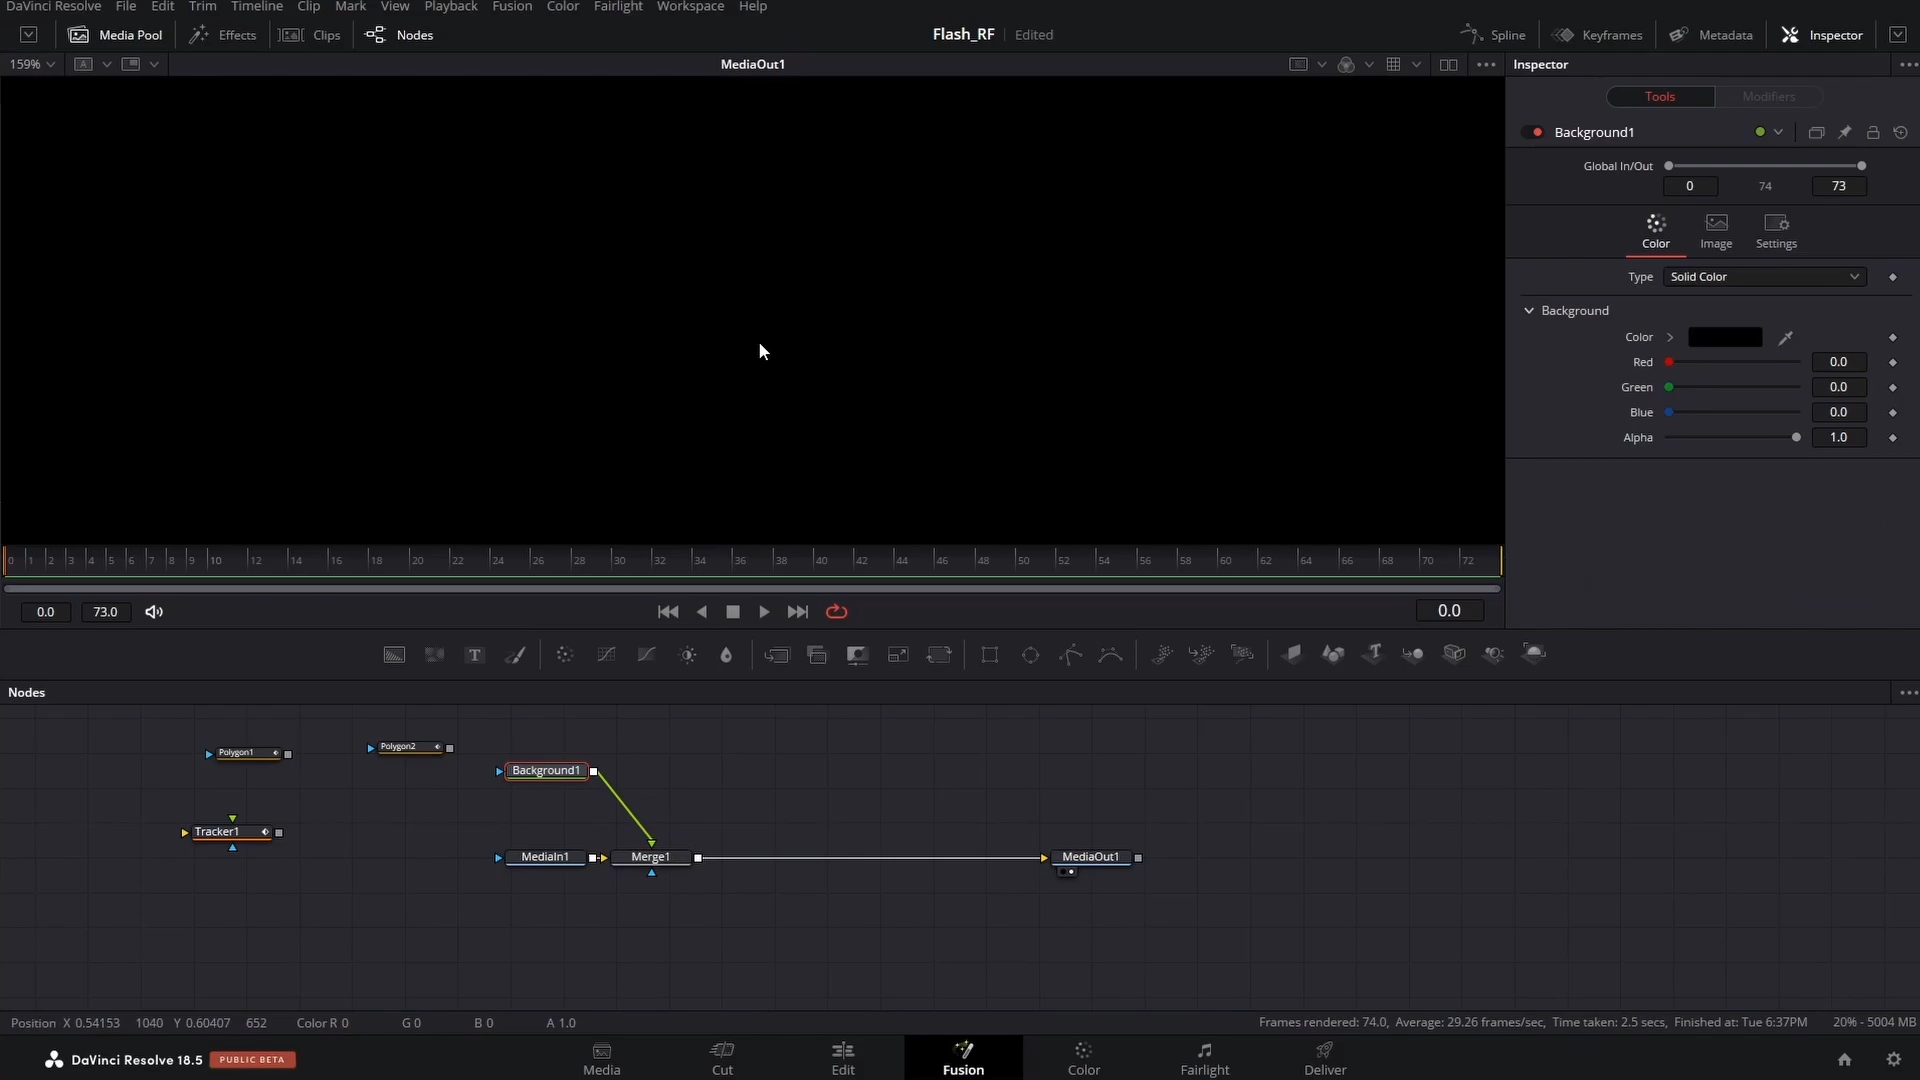 DaVinci Resolve File Edit Trim Timeline Clip Mark View Playback Fusion Color Fairlight Workspace Help
Media Pool Effects Clips Nodes Flash_RF Edited Spline Keyframes Metadata Inspector
159% A MediaOut1 Inspector
Tools Modifiers
Background1
Global In/Out
0 74 73
Color Image Settings
Type Solid Color
Background
Color
Red 0.0
Green 0.0
Blue 0.0
Alpha 1.0
0 1 2 3 4 5 6 7 8 9 10 12 14 16 18 20 22 24 26 28 30 32 34 36 38 40 42 44 46 48 50 52 54 56 58 60 62 64 66 68 70 72
0.0 73.0 0.0
T T
Nodes
Polygon1 Polygon2
Background1
Tracker1
MediaIn1 Merge1 MediaOut1
Position X 0.54153 1040 Y 0.60407 652 Color R 0 G 0 B 0 A 1.0 Frames rendered: 74.0, Average: 29.26 frames/sec, Time taken: 2.5 secs, Finished at: Tue 6:37PM 20% - 5004 MB
DaVinci Resolve 18.5 PUBLIC BETA Media Cut Edit Fusion Color Fairlight Deliver